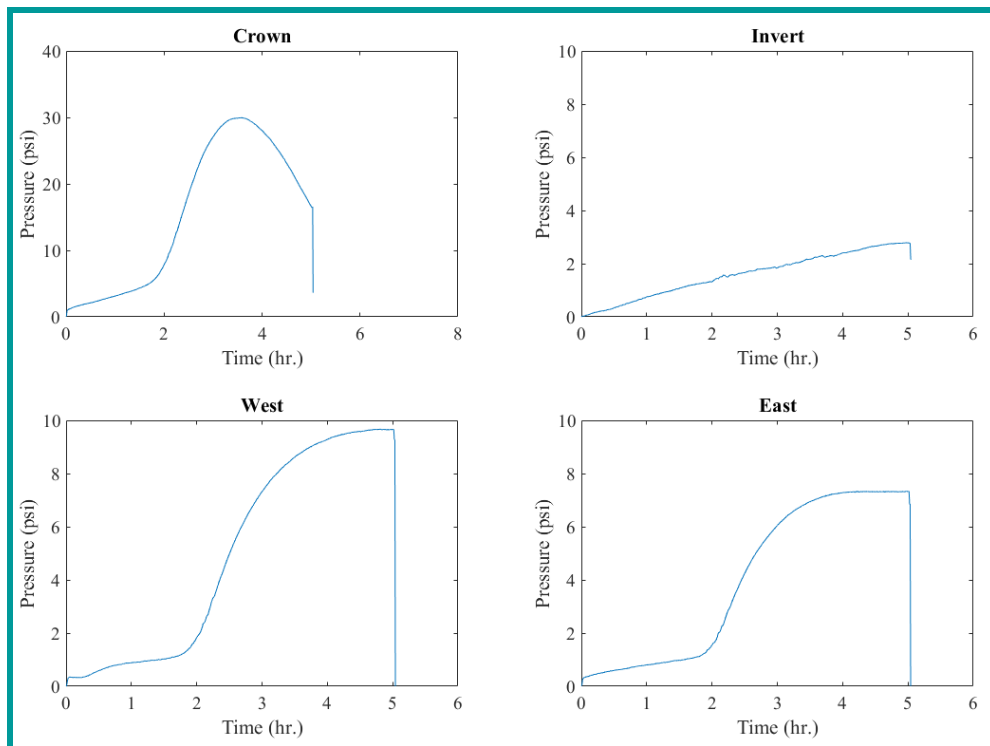 Crown
40
30
20
10
0
Pressure (psi)
0 2 4 6 8
Time (hr.)
Invert
10
8
6
4
2
0
Pressure (psi)
0 1 2 3 4 5 6
Time (hr.)
West
10
8
6
4
2
0
Pressure (psi)
0 1 2 3 4 5 6
Time (hr.)
East
10
8
6
4
2
0
Pressure (psi)
0 1 2 3 4 5 6
Time (hr.)